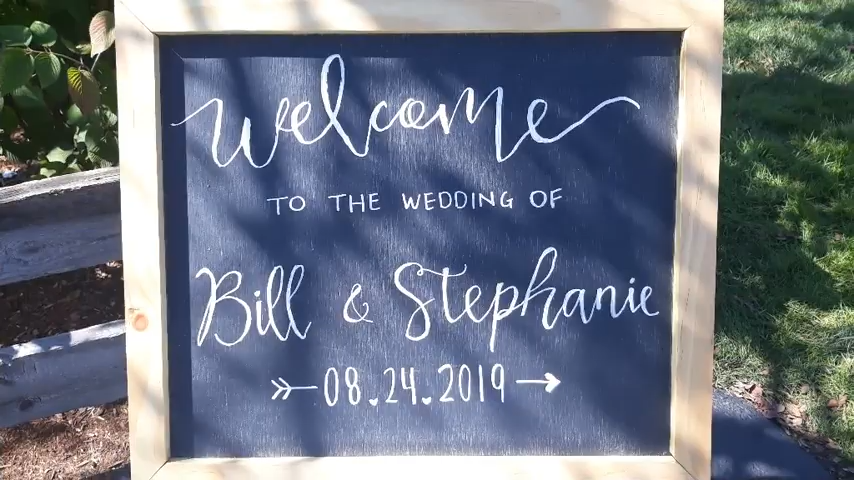 welcome
TO THE WEDDING OF
Bill & Stephanie
08.24.2019